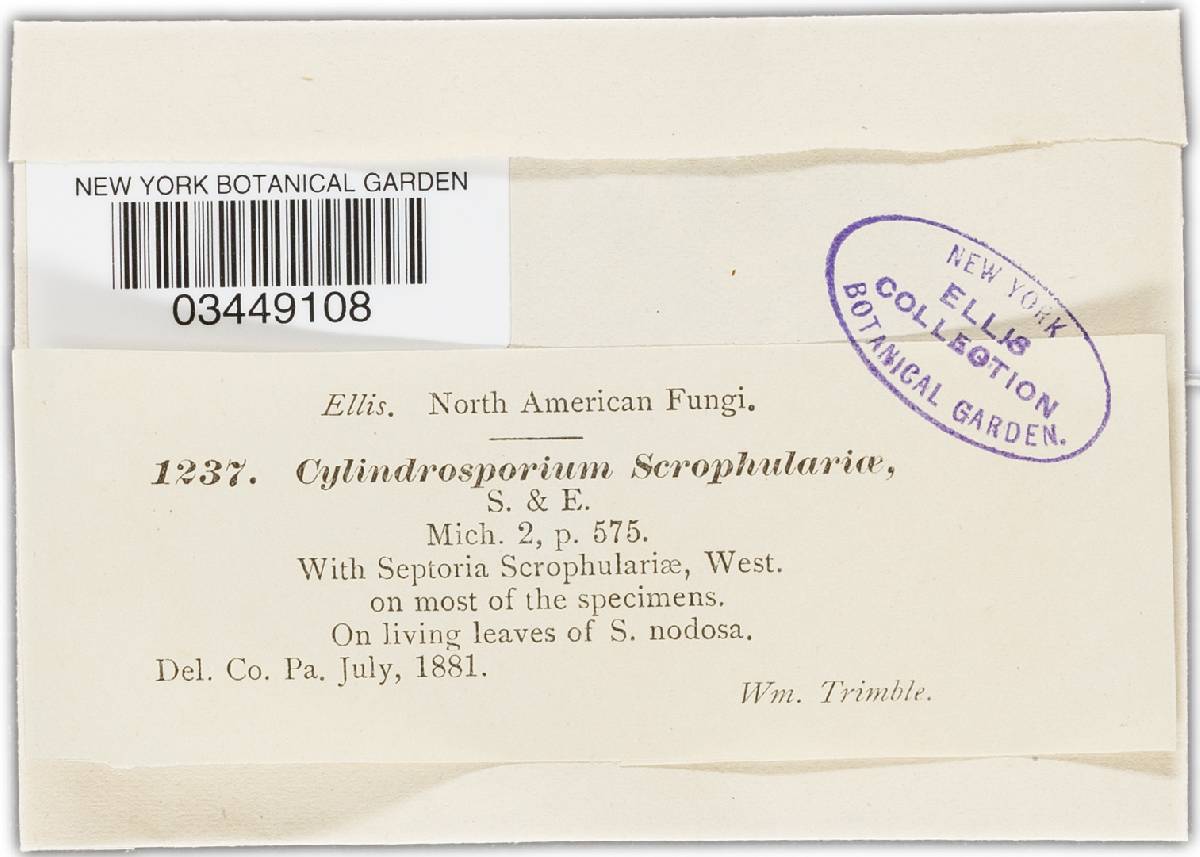 NEW YORK BOTANICAL GARDEN
03449108
NEW YORK
ELLIS
COLLECTION
BOTANICAL GARDEN.
Ellis. North American Fungi.
1237. Cylindrosporium Scrophulariæ,
S. & E.
Mich. 2, p. 575.
With Septoria Scrophulariæ, West.
on most of the specimens.
On living leaves of S. nodosa.
Del. Co. Pa. July, 1881.
Wm. Trimble.